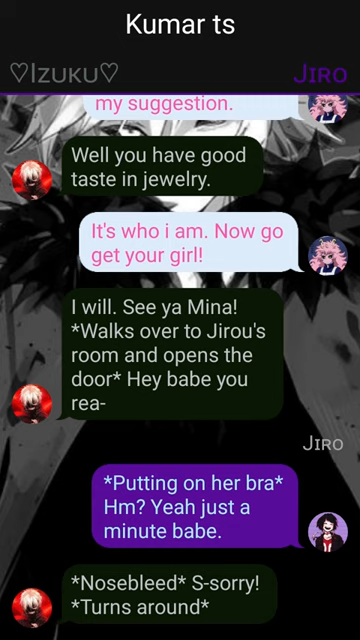 Kumar ts
♡Izuku♡
Jiro
my suggestion.
Well you have good
taste in jewelry.
It's who i am. Now go
get your girl!
I will. See ya Mina!
*Walks over to Jirou's
room and opens the
door* Hey babe you
rea-
Jiro
*Putting on her bra*
Hm? Yeah just a
minute babe.
*Nosebleed* S-sorry!
*Turns around*